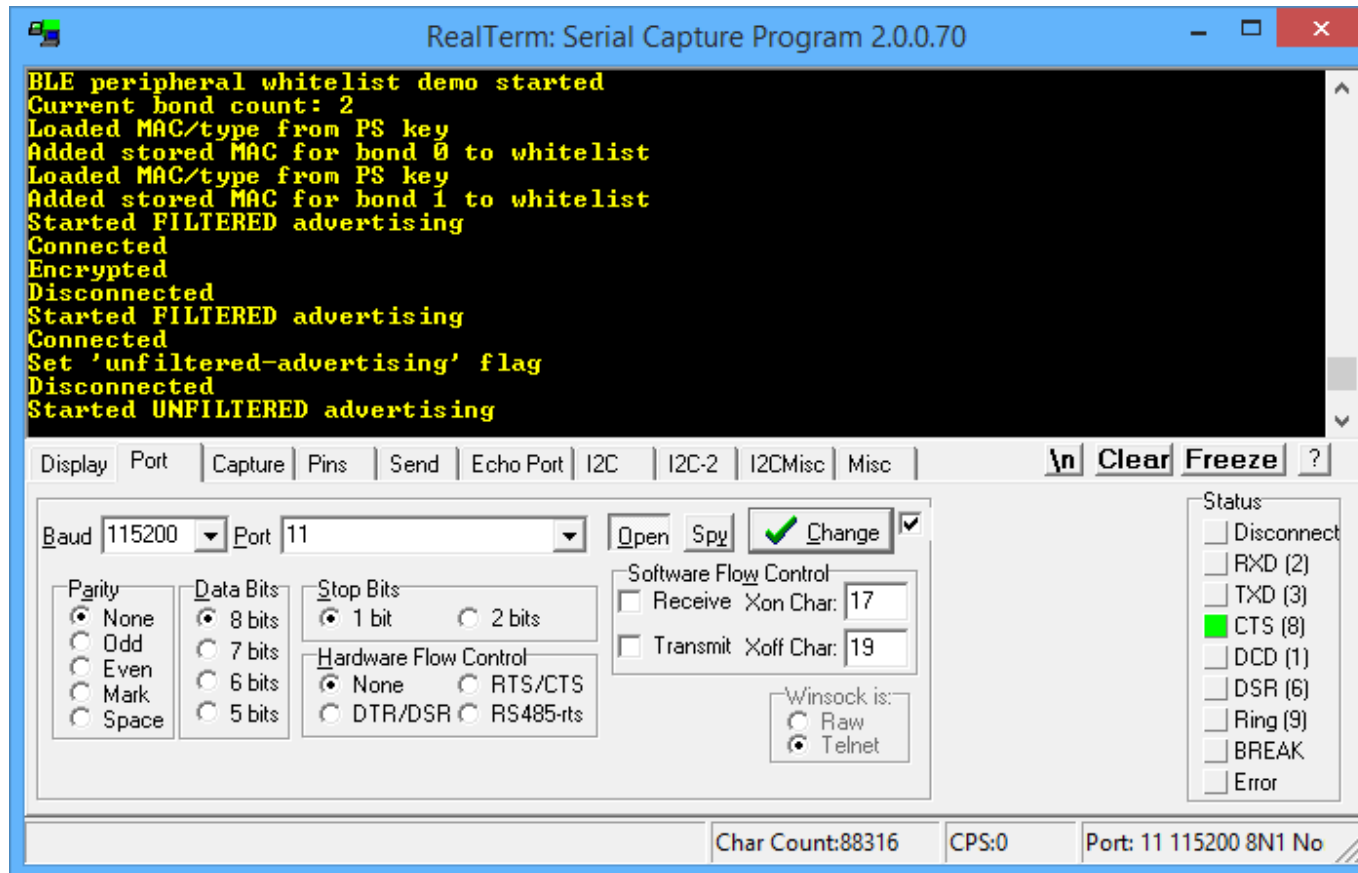 RealTerm: Serial Capture Program 2.0.0.70
BLE peripheral whitelist demo started
Current bond count: 2
Loaded MAC/type from PS key
Added stored MAC for bond 0 to whitelist
Loaded MAC/type from PS key
Added stored MAC for bond 1 to whitelist
Started FILTERED advertising
Connected
Encrypted
Disconnected
Started FILTERED advertising
Connected
Set 'unfiltered-advertising' flag
Disconnected
Started UNFILTERED advertising
Display Port Capture Pins Send Echo Port I2C I2C-2 I2CMisc Misc \n Clear Freeze ?
Baud 115200 Port 11 Open Spy Change
Parity
None
Odd
Even
Mark
Space
Data Bits
8 bits
7 bits
6 bits
5 bits
Stop Bits
1 bit 2 bits
Hardware Flow Control
None RTS/CTS
DTR/DSR RS485-rts
Software Flow Control
Receive Xon Char: 17
Transmit Xoff Char: 19
Winsock is:
Raw
Telnet
Status
Disconnect
RXD (2)
TXD (3)
CTS (8)
DCD (1)
DSR (6)
Ring (9)
BREAK
Error
Char Count:88316 CPS:0 Port: 11 115200 8N1 No